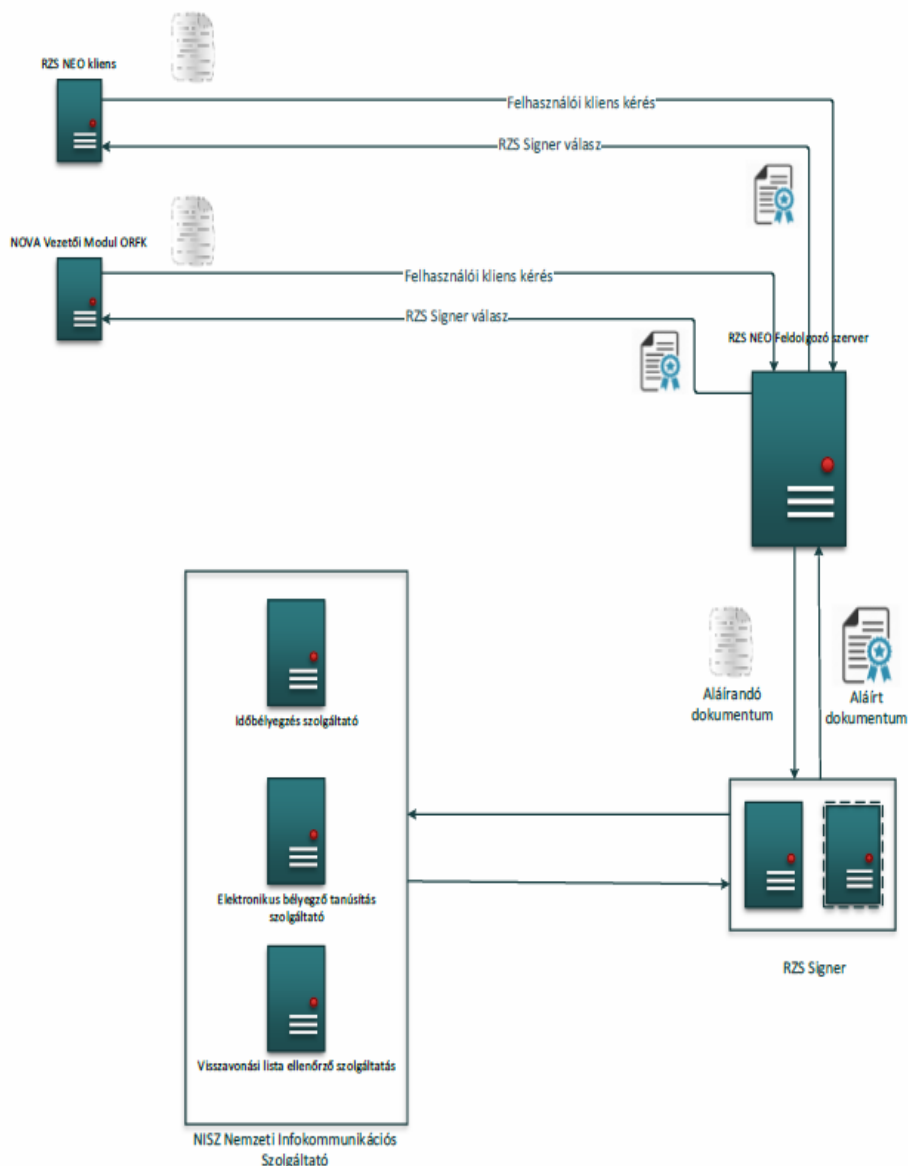 RZS NEO kliens
Felhasználói kliens kérés
RZS Signer válasz
NOVA Vezetői Modul ORFK
Felhasználói kliens kérés
RZS Signer válasz
RZS NEO Feldolgozó szerver
Időbélyegzés szolgáltató
Elektronikus bélyegző tanúsítás
szolgáltató
Visszavonási lista ellenőrző szolgáltatás
NISZ Nemzeti Infokommunikációs
Szolgáltató
Aláírandó
dokumentum
Aláírt
dokumentum
RZS Signer